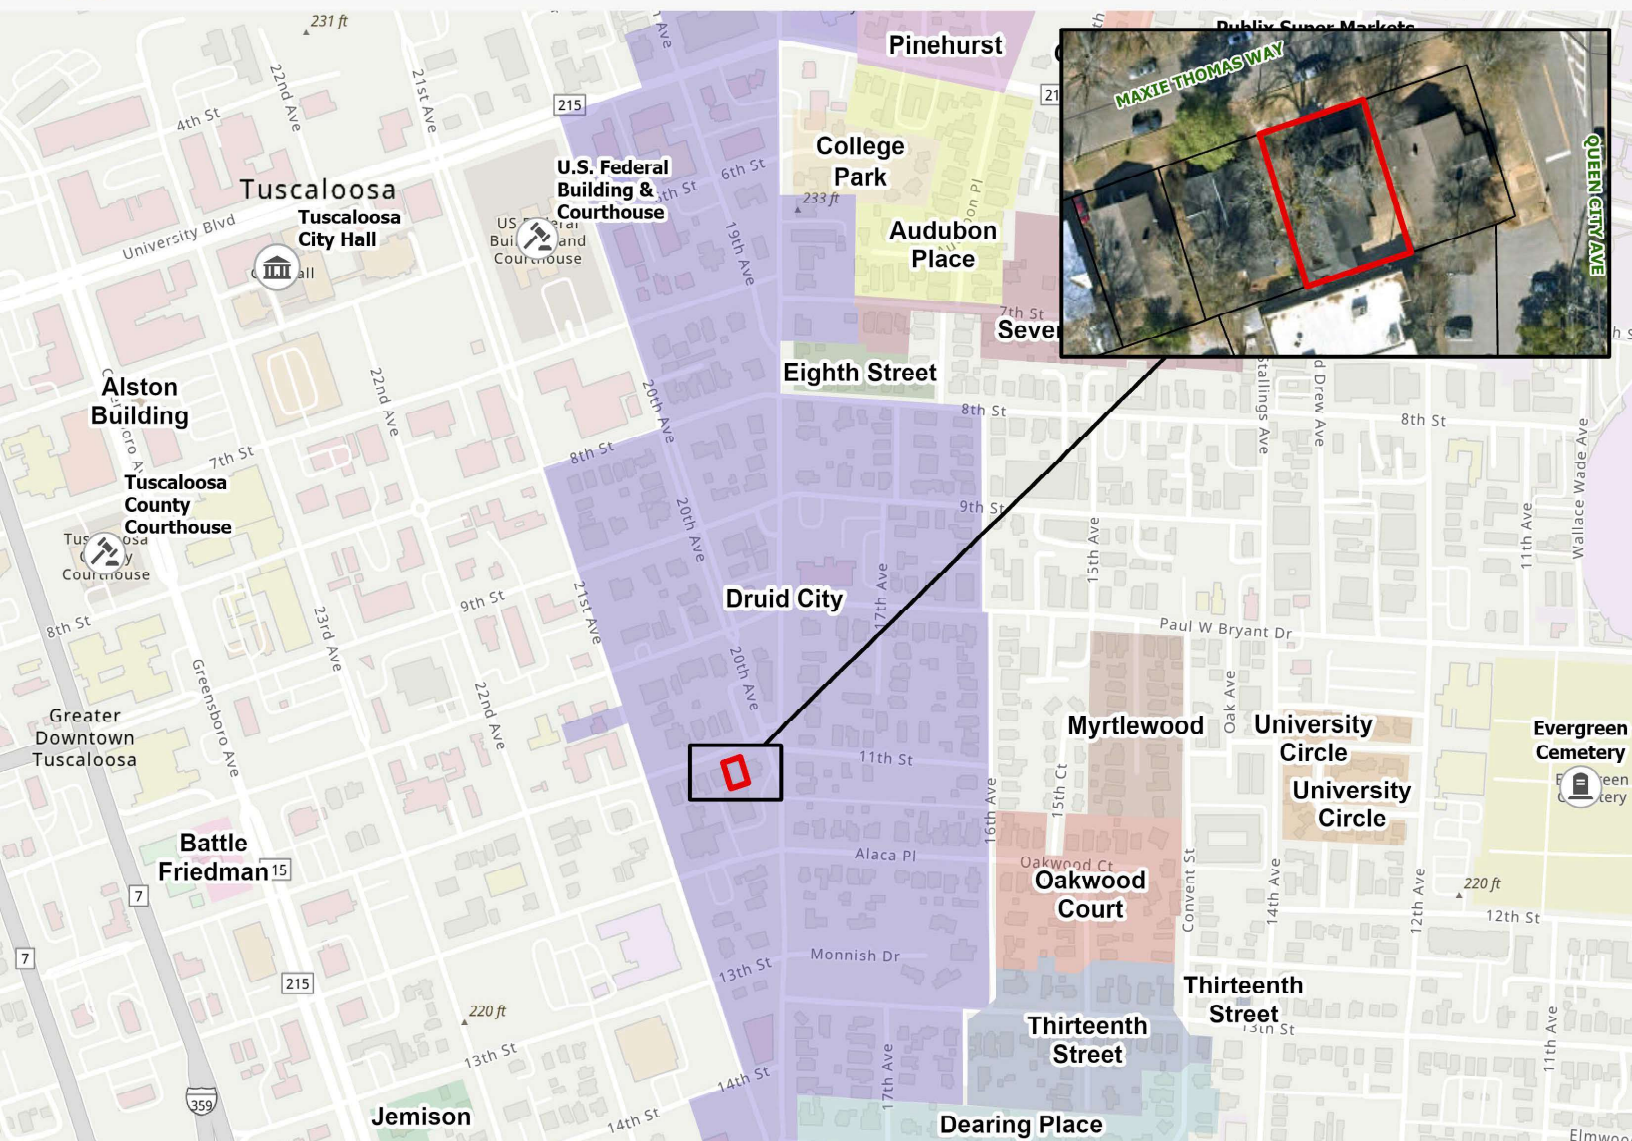 231 ft
22nd Ave
21st Ave
4th St
215
Pinehurst
Publix Super Markets
MAXIE THOMAS WAY
QUEEN CITY AVE
21
College
Park
233 ft
Audubon
Place
6th St
5th St
19th Ave
U.S. Federal
Building &
Courthouse
Courthouse
Tuscaloosa
Tuscaloosa
City Hall
University Blvd
7th St
Eighth Street
8th St
8th St
Alston
Building
22nd Ave
20th Ave
8th St
7th St
Tuscaloosa
County
Courthouse
Courthouse
20th Ave
9th St
15th Ave
11th Ave
Wallace Wade Ave
Druid City
17th Ave
21st Ave
9th St
8th St
23rd Ave
Paul W Bryant Dr
20th Ave
Greensboro Ave
22nd Ave
Greater
Downtown
Tuscaloosa
Myrtlewood
Oak Ave
University
Circle
University
Circle
Evergreen
Cemetery
11th St
15th Ct
16th Ave
Battle
Friedman
15
7
Alaca Pl
Oakwood Ct
Oakwood
Court
Convent St
14th Ave
12th Ave
220 ft
12th St
7
215
13th St
Monnish Dr
Thirteenth
Street
13th St
Thirteenth
Street
220 ft
13th St
11th Ave
14th St
17th Ave
359
Jemison
14th St
Dearing Place